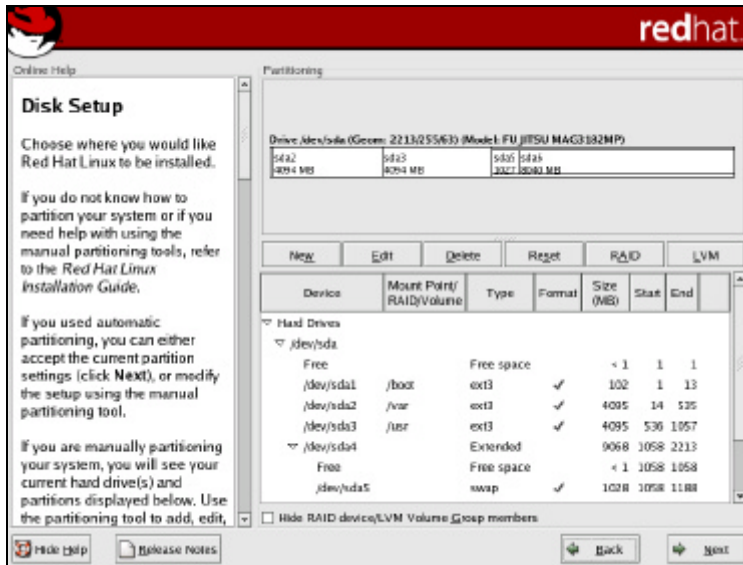 redhat.
Online Help
Partitioning
Disk Setup
Choose where you would like
Red Hat Linux to be installed.
If you do not know how to
partition your system or if you
need help with using the
manual partitioning tools, refer
to the Red Hat Linux
Installation Guide.
If you used automatic
partitioning, you can either
accept the current partition
settings (click Next), or modify
the setup using the manual
partitioning tool.
If you are manually partitioning
your system, you will see your
current hard drive(s) and
partitions displayed below. Use
the partitioning tool to add, edit,
Drive /dev/sda (Geom: 2213/255/63) (Model: FUJITSU MAG3182MP)
sda2 sda3 sda5 sda6
4094 MB 4094 MB 1027 8040 MB
New Edit Delete Reset RAID LVM
Device Mount Point/ RAID/Volume Type Format Size (MB) Start End
Hard Drives
/dev/sda
Free Free space < 1 1 1
/dev/sda1 /boot ext3 ✓ 102 1 13
/dev/sda2 /var ext3 ✓ 4095 14 535
/dev/sda3 /usr ext3 ✓ 4095 536 1057
/dev/sda4 Extended 9068 1058 2213
Free Free space < 1 1058 1058
/dev/sda5 swap ✓ 1028 1058 1188
Hide RAID device/LVM Volume Group members
Hide Help Release Notes Back Next